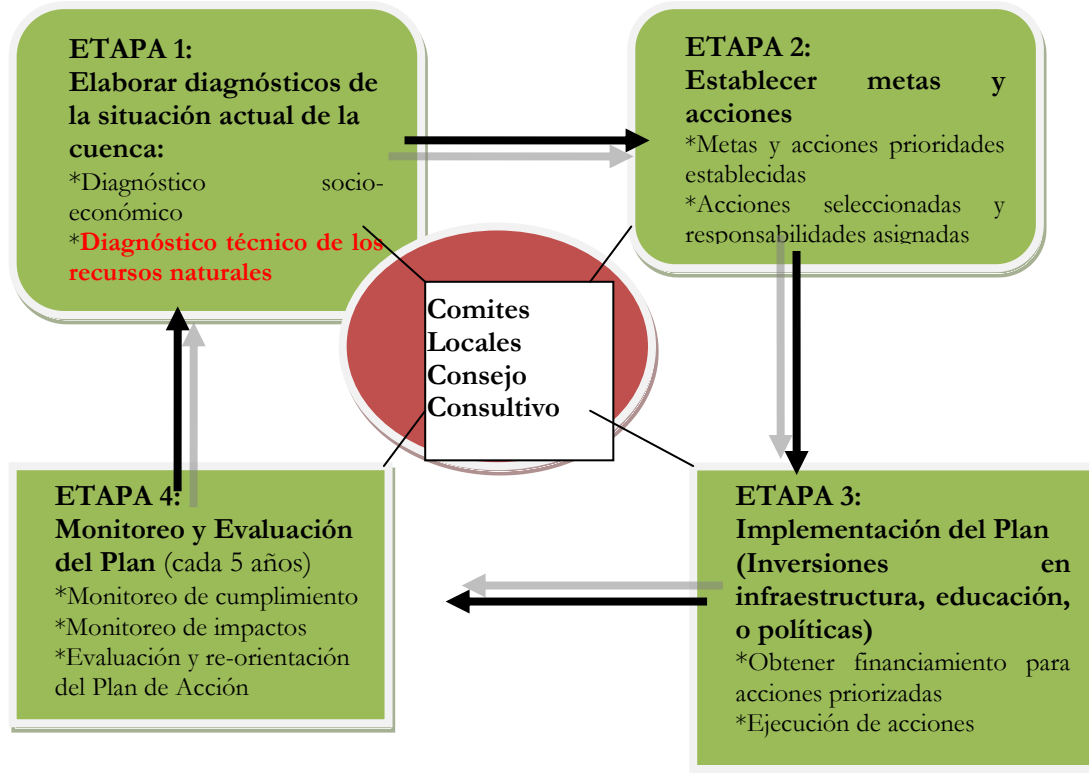 ETAPA 1:
Elaborar diagnósticos de
la situación actual de la
cuenca:
*Diagnóstico socio-
económico
*Diagnóstico técnico de los
recursos naturales
ETAPA 2:
Establecer metas y
acciones
*Metas y acciones prioridades
establecidas
*Acciones seleccionadas y
responsabilidades asignadas
Comites
Locales
Consejo
Consultivo
ETAPA 3:
Implementación del Plan
(Inversiones en
infraestructura, educación,
o políticas)
*Obtener financiamiento para
acciones priorizadas
*Ejecución de acciones
ETAPA 4:
Monitoreo y Evaluación
del Plan (cada 5 años)
*Monitoreo de cumplimiento
*Monitoreo de impactos
*Evaluación y re-orientación
del Plan de Acción